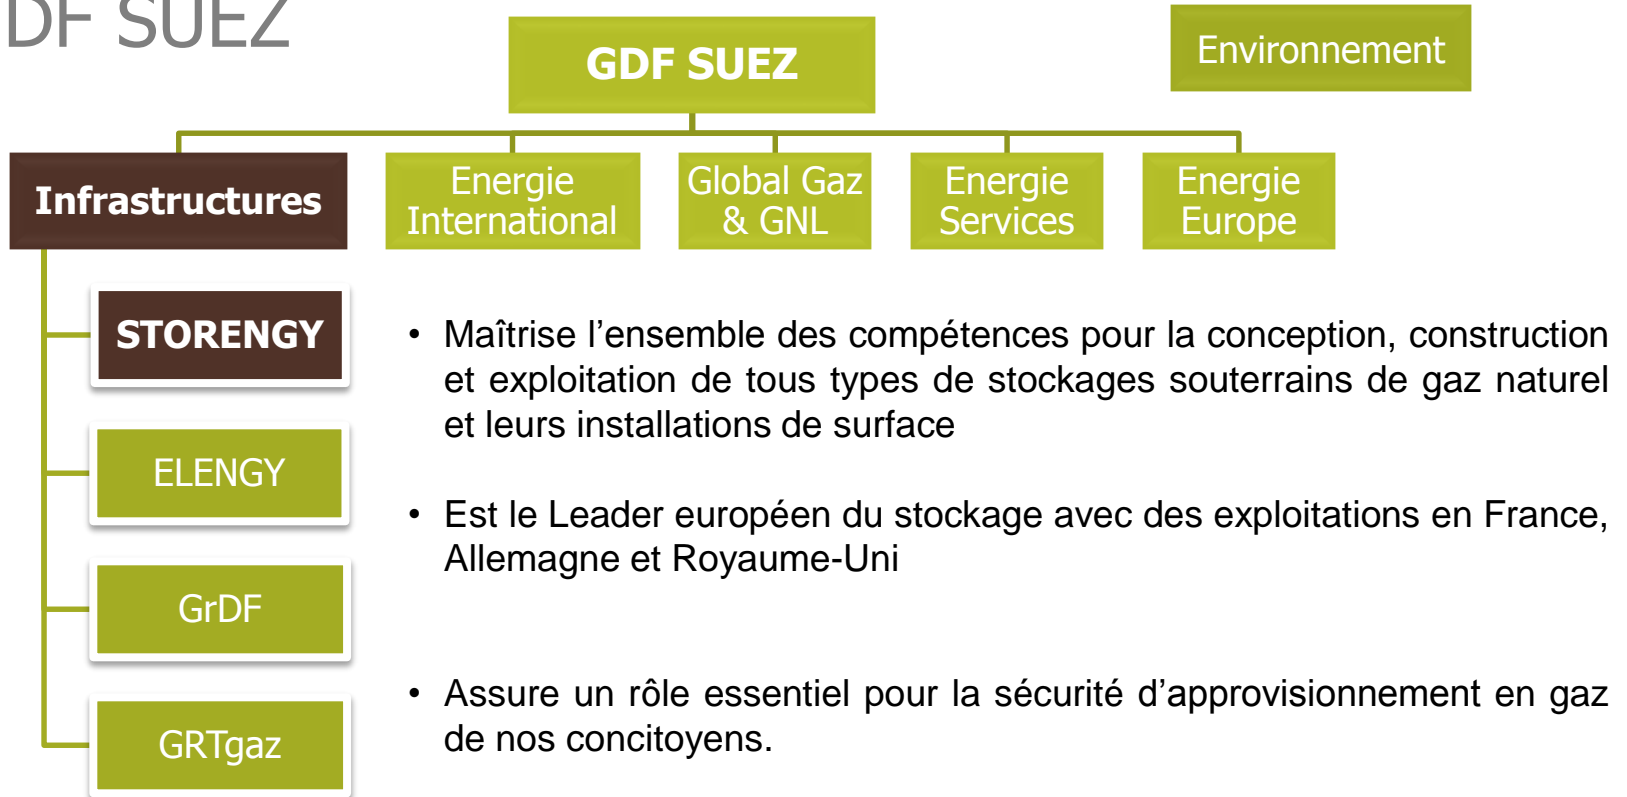 DF SUEZ
GDF SUEZ
Environnement
Infrastructures
Energie
International
Global Gaz
& GNL
Energie
Services
Energie
Europe
STORENGY
ELENGY
GrDF
GRTgaz
• Maîtrise l’ensemble des compétences pour la conception, construction
et exploitation de tous types de stockages souterrains de gaz naturel
et leurs installations de surface
• Est le Leader européen du stockage avec des exploitations en France,
Allemagne et Royaume-Uni
• Assure un rôle essentiel pour la sécurité d’approvisionnement en gaz
de nos concitoyens.